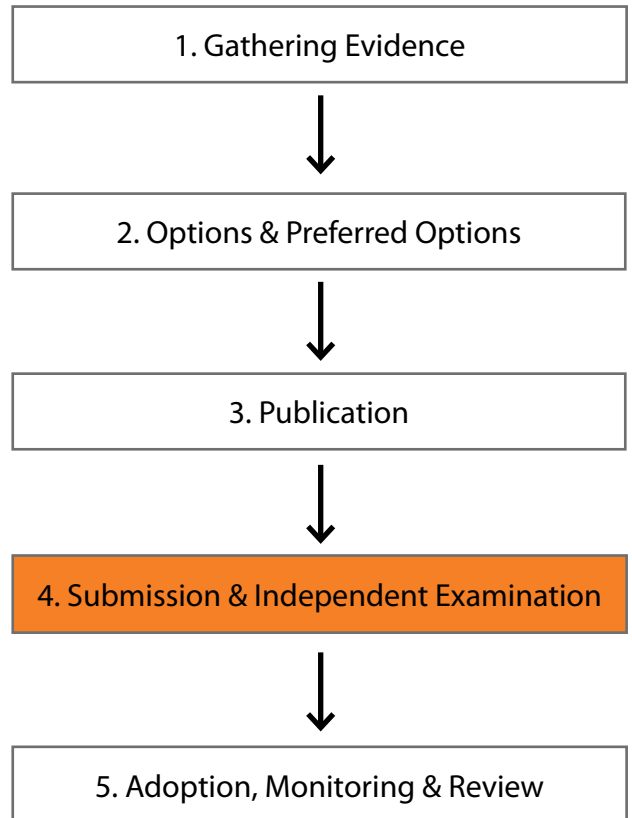 1. Gathering Evidence
2. Options & Preferred Options
3. Publication
4. Submission & Independent Examination
5. Adoption, Monitoring & Review